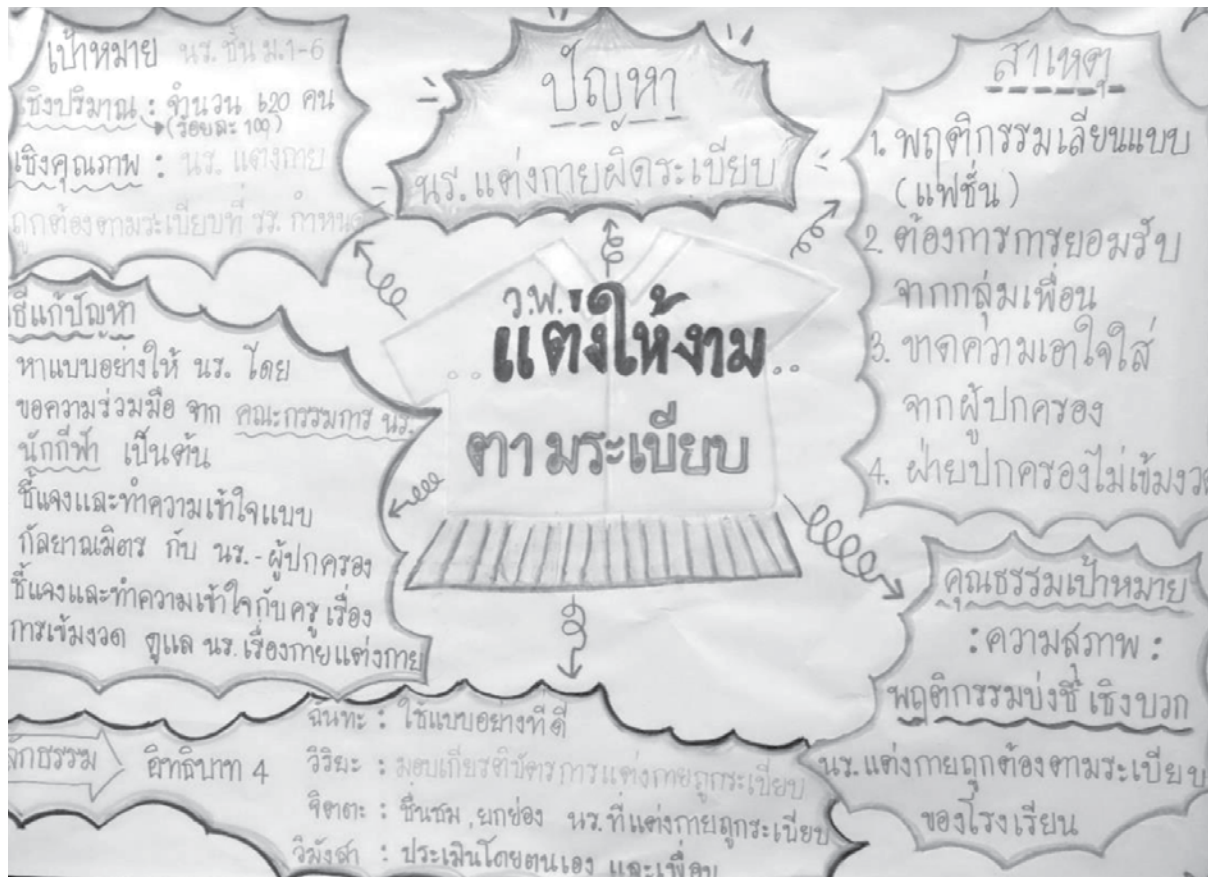 เป้าหมาย นร. ชั้น ม.1-6
เชิงปริมาณ : จำนวน 620 คน
(ร้อยละ 100)
เชิงคุณภาพ : นร. แต่งกาย
ถูกต้องตามระเบียบที่ รร. กำหนด
ปัญหา
นร. แต่งกายผิดระเบียบ
สาเหตุ
1. พฤติกรรมเลียนแบบ
(แฟชั่น)
2. ต้องการการยอมรับ
จากกลุ่มเพื่อน
3. ขาดความเอาใจใส่
จากผู้ปกครอง
4. ฝ่ายปกครองไม่เข้มงวด
ว.พ.
..แต่งให้งาม..
ตามระเบียบ
ธีแก้ปัญหา
หาแบบอย่างให้ นร. โดย
ขอความร่วมมือ จาก คณะกรรมการ นร.
นักกีฬา เป็นต้น
ชี้แจงและทำความเข้าใจแบบ
กัลยาณมิตร กับ นร.-ผู้ปกครอง
ชี้แจงและทำความเข้าใจกับครู เรื่อง
การเข้มงวด ดูแล นร. เรื่องกายแต่งกาย
คุณธรรมเป้าหมาย
: ความสุภาพ :
พฤติกรรมบ่งชี้ เชิงบวก
นร. แต่งกายถูกต้องตามระเบียบ
ของโรงเรียน
ลักธรรม อิทธิบาท 4
ฉันทะ : ใช้แบบอย่างที่ดี
วิริยะ : มอบเกียรติบัตรการแต่งกายถูกระเบียบ
จิตตะ : ชื่นชม, ยกย่อง นร. ที่แต่งกายถูกระเบียบ
วิมังสา : ประเมินโดยตนเอง และเพื่อน